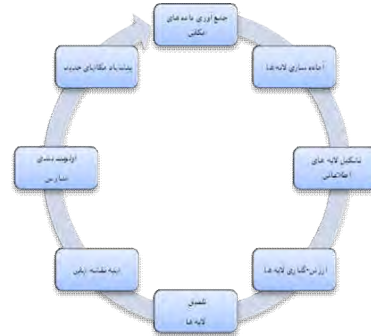 جمع آوری داده های
مکانی
آماده سازی لایه ها
تشکیل لایه های
اطلاعاتی
ارزش-گذاری لایه ها
تلفیق
لایه ها
تهیه نقشه نهایی
اولویت بندی
مدارس
پیشنهاد مکانهای جدید